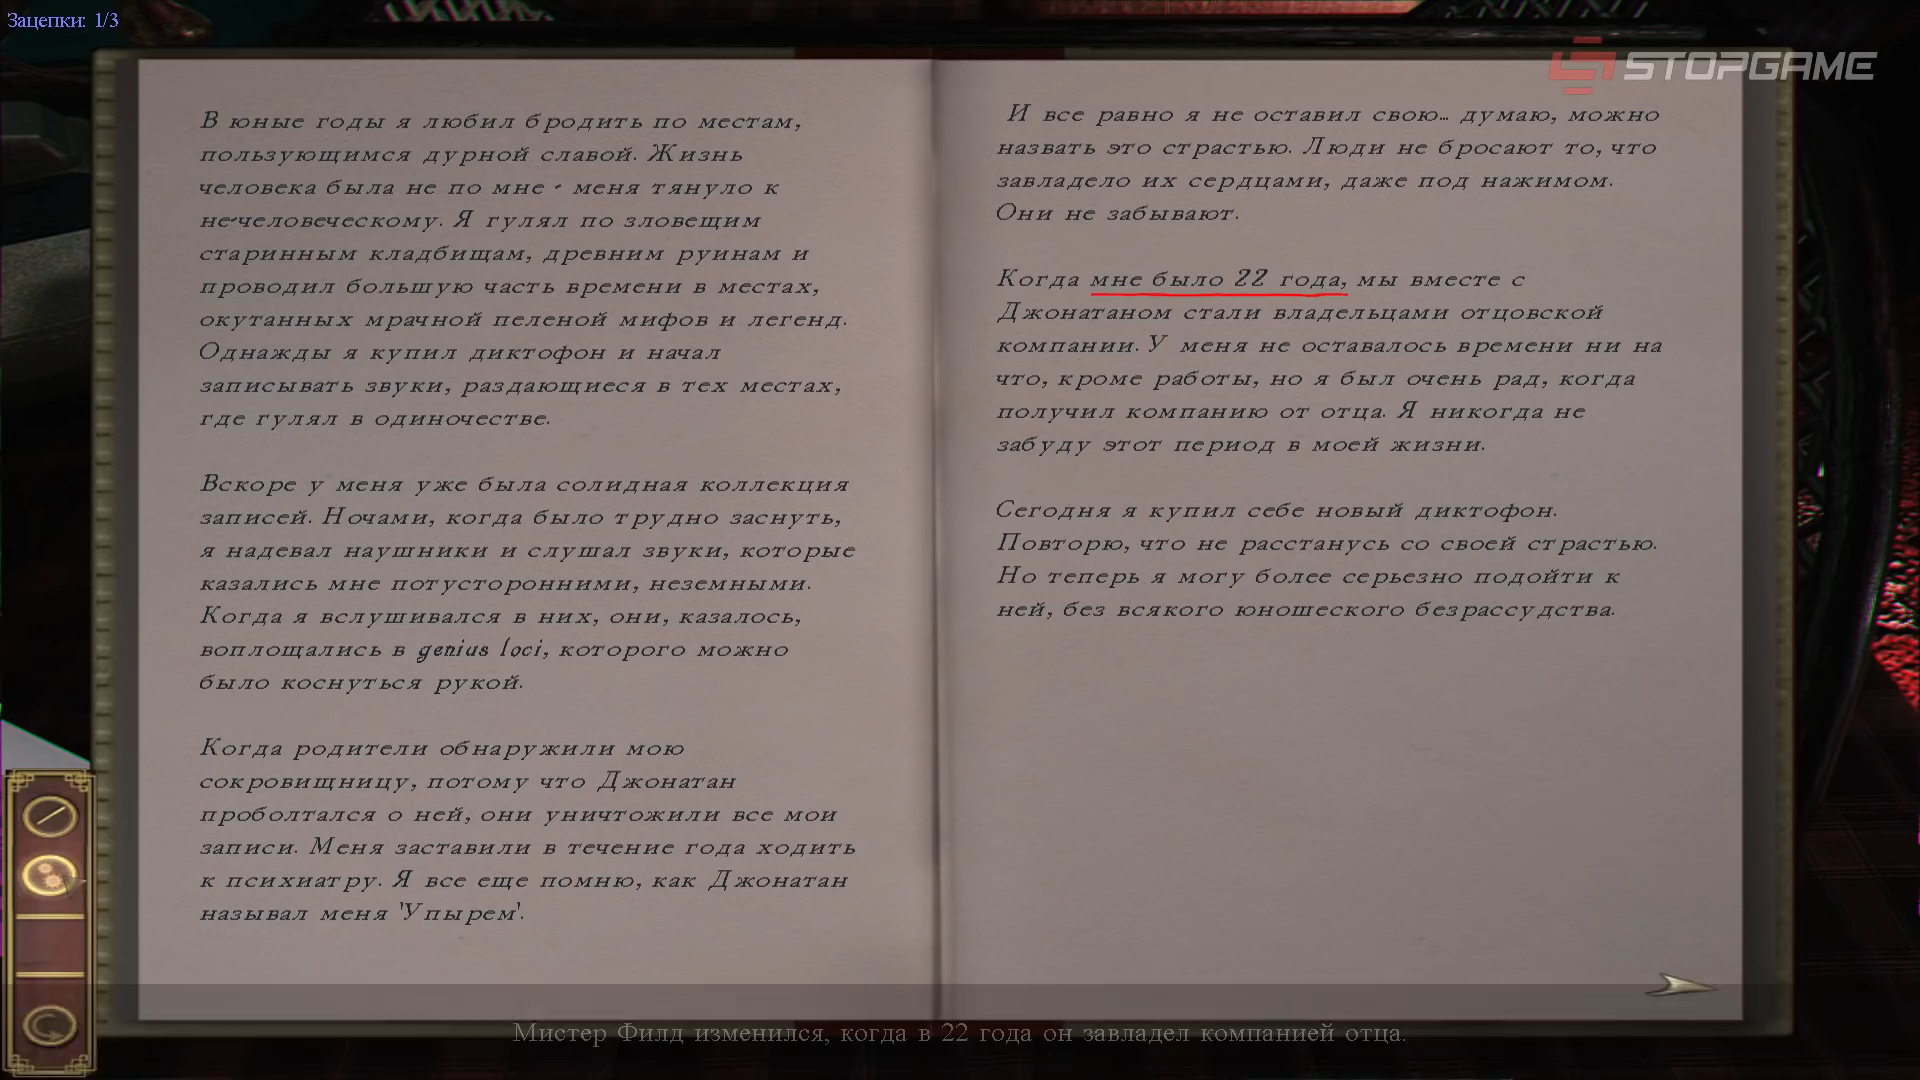 Зацепки: 1/3
STOPGAME
В юные годы я любил бродить по местам,
пользующимся дурной славой. Жизнь
человека была не по мне - меня тянуло к
не-человеческому. Я гулял по зловещим
старинным кладбищам, древним руинам и
проводил большую часть времени в местах,
окутанных мрачной пеленой мифов и легенд.
Однажды я купил диктофон и начал
записывать звуки, раздающиеся в тех местах,
где гулял в одиночестве.
Вскоре у меня уже была солидная коллекция
записей. Ночами, когда было трудно заснуть,
я надевал наушники и слушал звуки, которые
казались мне потусторонними, неземными.
Когда я вслушивался в них, они, казалось,
воплощались в genius loci, которого можно
было коснуться рукой.
Когда родители обнаружили мою
сокровищницу, потому что Джонатан
проболтался о ней, они уничтожили все мои
записи. Меня заставили в течение года ходить
к психиатру. Я все еще помню, как Джонатан
называл меня 'Упырем'.
И все равно я не оставил свою... думаю, можно
назвать это страстью. Люди не бросают то, что
завладело их сердцами, даже под нажимом.
Они не забывают.
Когда мне было 22 года, мы вместе с
Джонатаном стали владельцами отцовской
компании. У меня не оставалось времени ни на
что, кроме работы, но я был очень рад, когда
получил компанию от отца. Я никогда не
забуду этот период в моей жизни.
Сегодня я купил себе новый диктофон.
Повторю, что не расстанусь со своей страстью.
Но теперь я могу более серьезно подойти к
ней, без всякого юношеского безрассудства.
Мистер Филд изменился, когда в 22 года он завладел компанией отца.